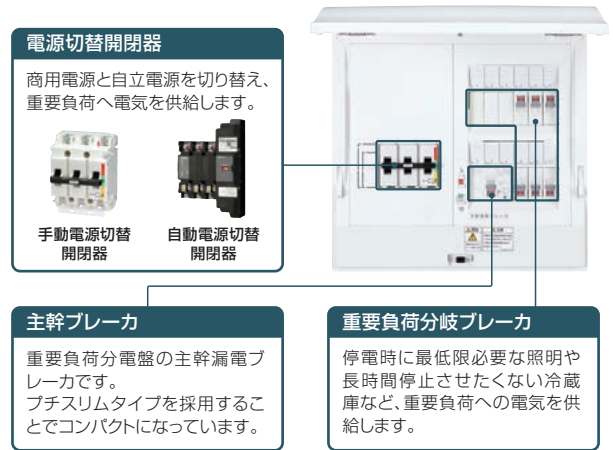 電源切替開閉器
商用電源と自立電源を切り替え、
重要負荷へ電気を供給します。
手動電源切替
開閉器
自動電源切替
開閉器
主幹ブレーカ
重要負荷分電盤の主幹漏電ブ
レーカです。
プチスリムタイプを採用するこ
とでコンパクトになっています。
重要負荷分岐ブレーカ
停電時に最低限必要な照明や
長時間停止させたくない冷蔵
庫など、重要負荷への電気を供
給します。